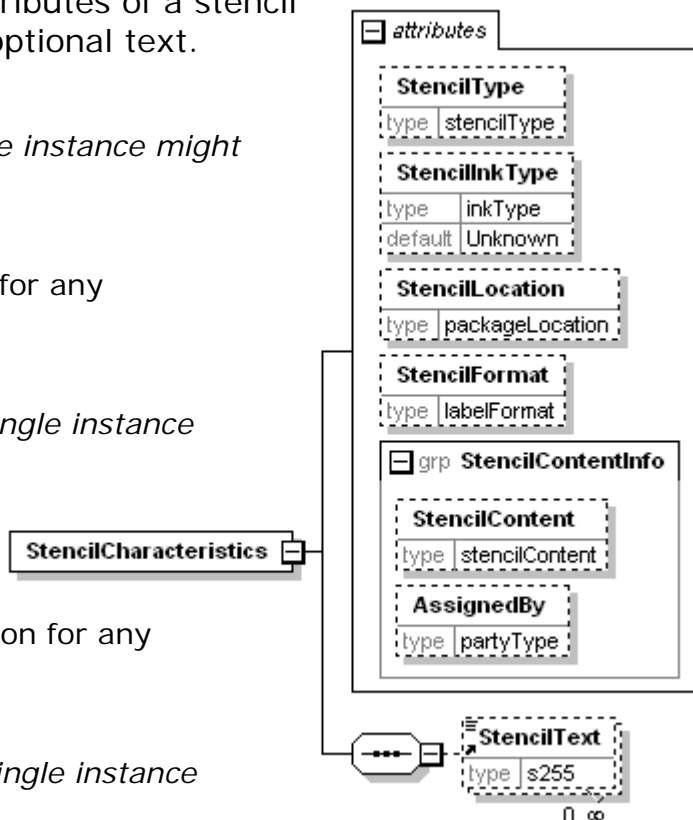 ributes of a stencil
optional text.
e instance might
for any
ngle instance
on for any
ingle instance
StencilCharacteristics
attributes
StencilType
type stencilType
StencilInkType
type inkType
default Unknown
StencilLocation
type packageLocation
StencilFormat
type labelFormat
grp StencilContentInfo
StencilContent
type stencilContent
AssignedBy
type partyType
StencilText
type s255